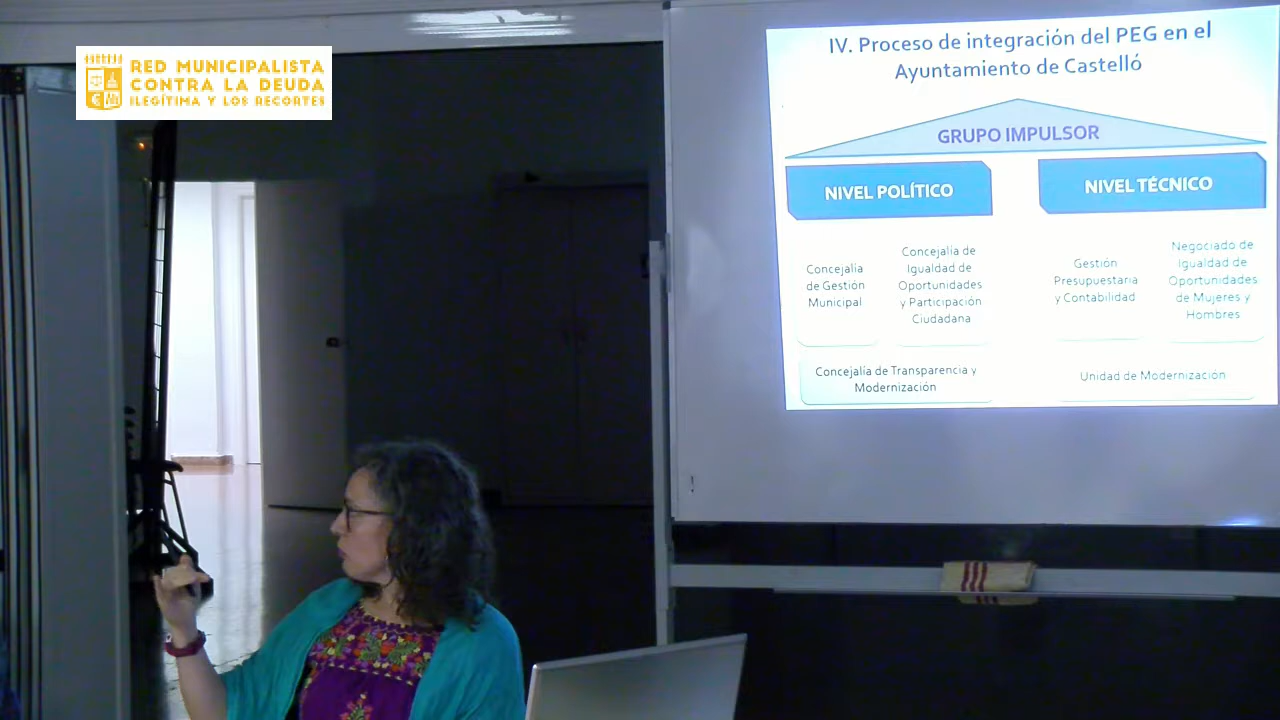 RED MUNICIPALISTA
CONTRA LA DEUDA
ILEGÍTIMA Y LOS RECORTES
IV. Proceso de integración del PEG en el
Ayuntamiento de Castelló
GRUPO IMPULSOR
NIVEL POLÍTICO
NIVEL TÉCNICO
Concejalía
de Gestión
Municipal
Concejalía de
Igualdad de
Oportunidades
y Participación
Ciudadana
Gestión
Presupuestaria
y Contabilidad
Negociado de
Igualdad de
Oportunidades
de Mujeres y
Hombres
Concejalía de Transparencia y
Modernización
Unidad de Modernización